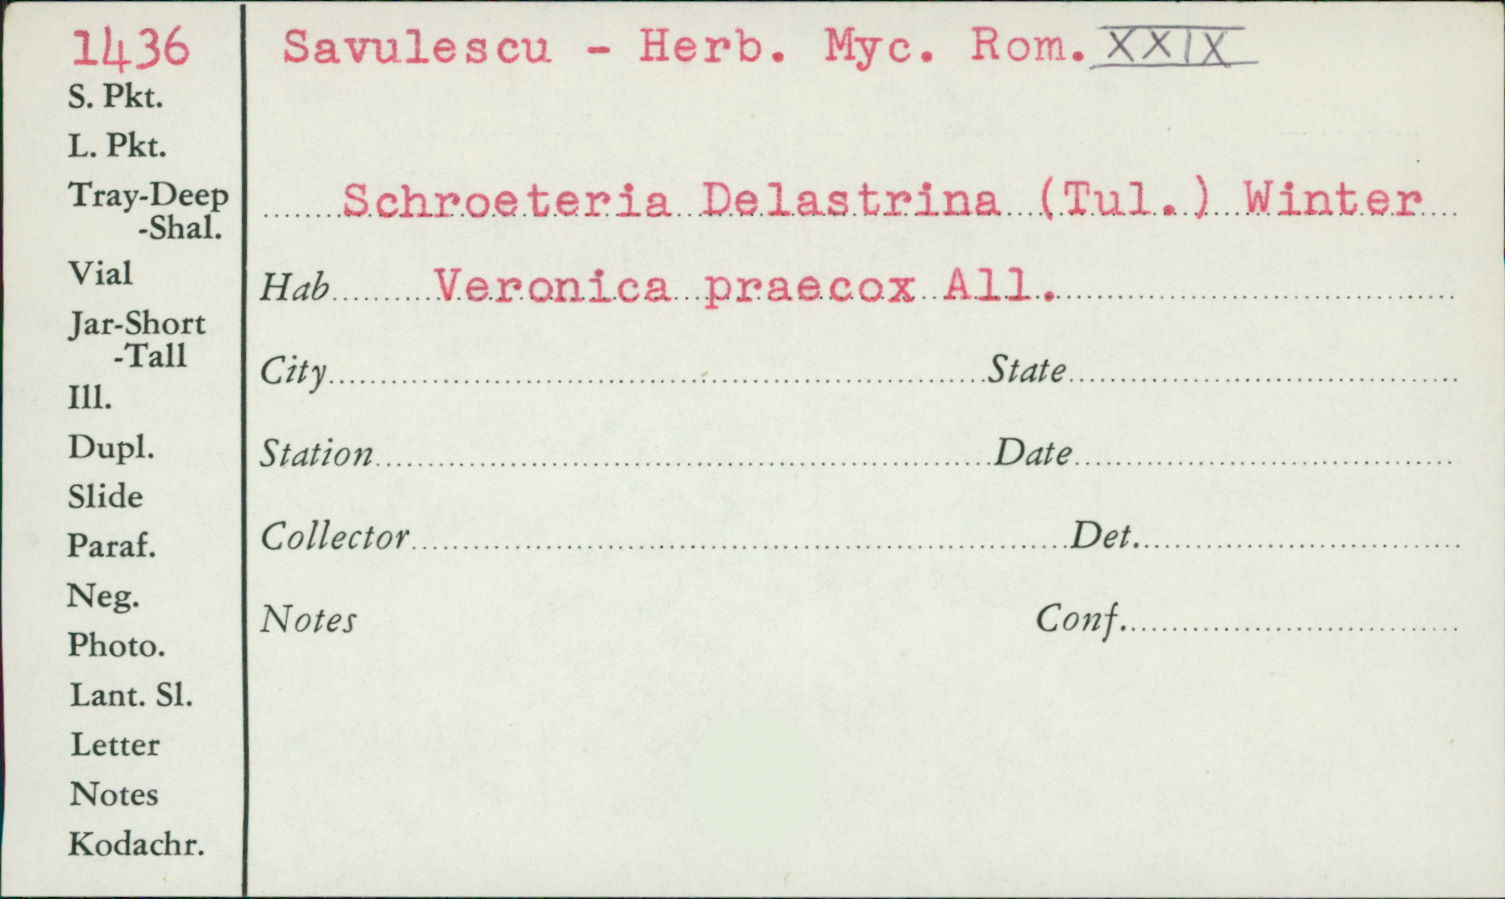 1436
Savulescu - Herb. Myc. Rom. XXIX
S. Pkt.
L. Pkt.
Tray-Deep
-Shal.
Schroeteria Delastrina (Tul.) Winter
Vial
Hab Veronica praecox All.
Jar-Short
-Tall
City State
Ill.
Dupl.
Station Date
Slide
Paraf.
Collector Det.
Neg.
Notes Conf.
Photo.
Lant. Sl.
Letter
Notes
Kodachr.